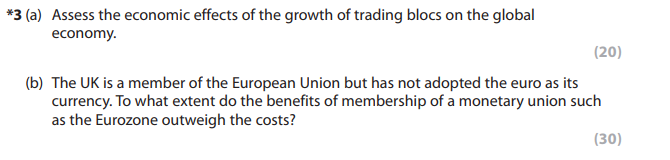 *3 (a) Assess the economic effects of the growth of trading blocs on the global
economy.
(20)
(b) The UK is a member of the European Union but has not adopted the euro as its
currency. To what extent do the benefits of membership of a monetary union such
as the Eurozone outweigh the costs?
(30)